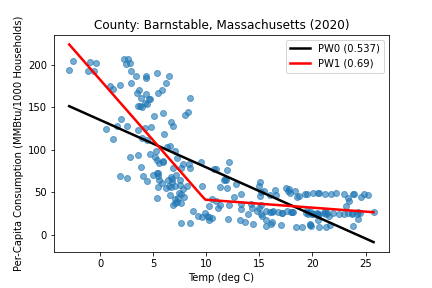 County: Barnstable, Massachusetts (2020)
PW0 (0.537)
PW1 (0.69)
Per-Capita Consumption (MMBtu/1000 Households)
200
150
100
50
0
0 5 10 15 20 25
Temp (deg C)